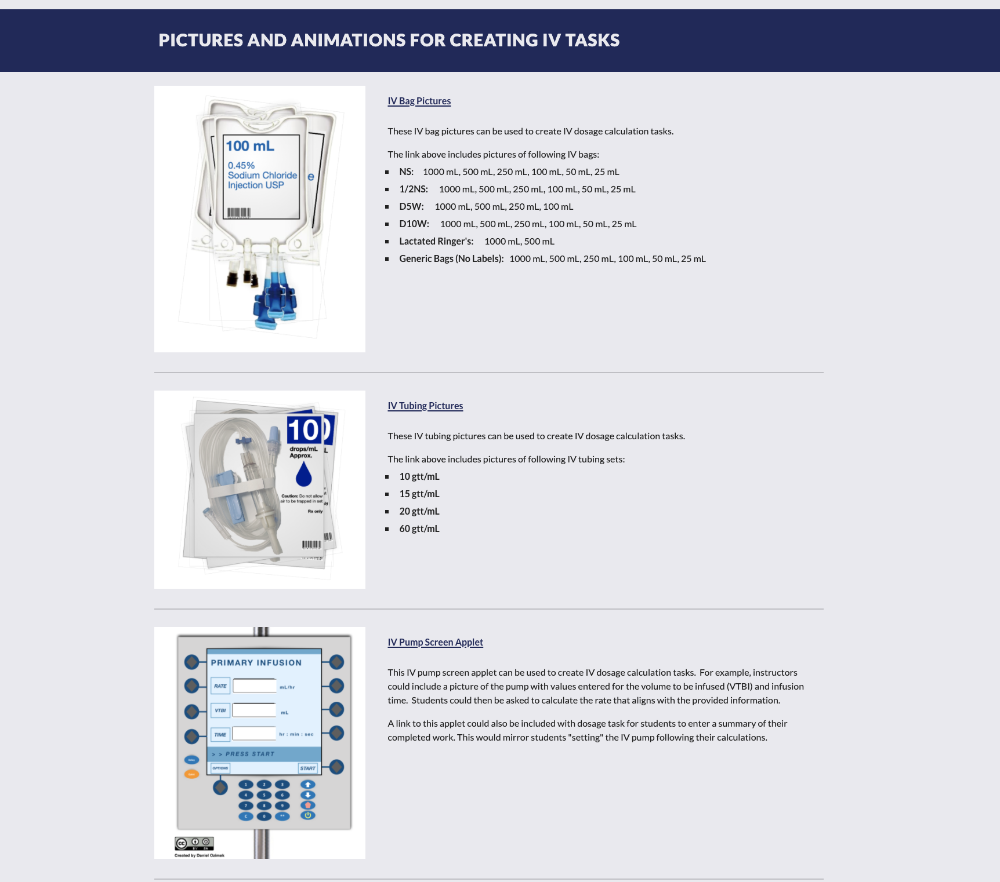 PICTURES AND ANIMATIONS FOR CREATING IV TASKS
100 mL
0.45%
Sodium Chloride
Injection USP
e
IV Bag Pictures
These IV bag pictures can be used to create IV dosage calculation tasks.
The link above includes pictures of following IV bags:
NS: 1000 mL, 500 mL, 250 mL, 100 mL, 50 mL, 25 mL
1/2NS: 1000 mL, 500 mL, 250 mL, 100 mL, 50 mL, 25 mL
D5W: 1000 mL, 500 mL, 250 mL, 100 mL
D10W: 1000 mL, 500 mL, 250 mL, 100 mL, 50 mL, 25 mL
Lactated Ringer's: 1000 mL, 500 mL
Generic Bags (No Labels): 1000 mL, 500 mL, 250 mL, 100 mL, 50 mL, 25 mL
10
drops/mL
Approx.
Caution: Do not allow
air to be trapped in set
Rx only
IV Tubing Pictures
These IV tubing pictures can be used to create IV dosage calculation tasks.
The link above includes pictures of following IV tubing sets:
10 gtt/mL
15 gtt/mL
20 gtt/mL
60 gtt/mL
PRIMARY INFUSION
RATE mL/hr
VTBI mL
TIME hr : min : sec
> > PRESS START
OPTIONS START
Delay
1 2 3
4 5 6
7 8 9
C 0
CC BY SA
Created by Daniel Ozimek
IV Pump Screen Applet
This IV pump screen applet can be used to create IV dosage calculation tasks. For example, instructors
could include a picture of the pump with values entered for the volume to be infused (VTBI) and infusion
time. Students could then be asked to calculate the rate that aligns with the provided information.
A link to this applet could also be included with dosage task for students to enter a summary of their
completed work. This would mirror students "setting" the IV pump following their calculations.